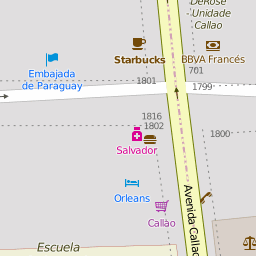 DeRose
Unidade
Callao
Starbucks
BBVA Francés
Embajada
de Paraguay
1801
701
1799
1816
1802
1800
Salvador
Orleans
Callào
Avenida Callao
Escuela